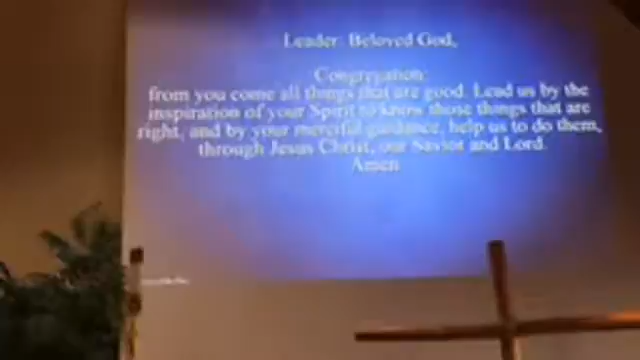 Leader: Beloved God,
Congregation:
from you come all things that are good. Lead us by the
inspiration of your Spirit to know those things that are
right, and by your merciful guidance, help us to do them,
through Jesus Christ, our Savior and Lord.
Amen